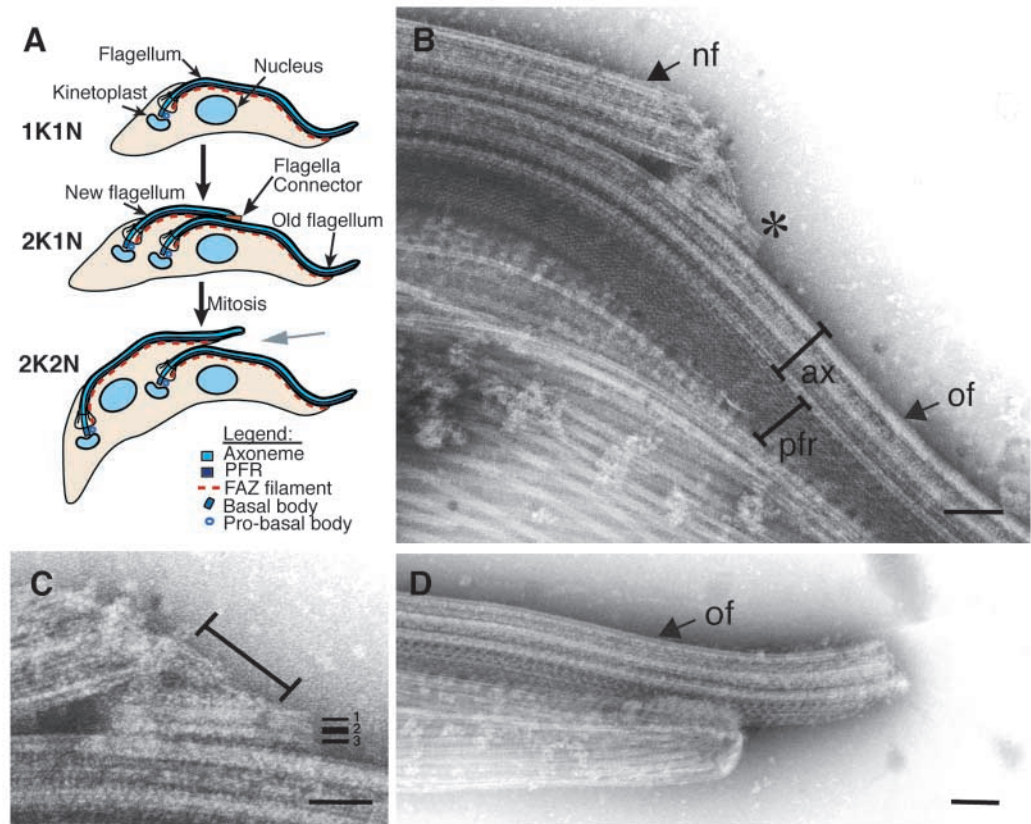 A
Flagellum
Nucleus
Kinetoplast
1K1N
New flagellum
Flagella
Connector
Old flagellum
2K1N
Mitosis
2K2N
Legend:
Axoneme
PFR
FAZ filament
Basal body
Pro-basal body
B
nf
*
ax
of
pfr
C
1
2
3
D
of